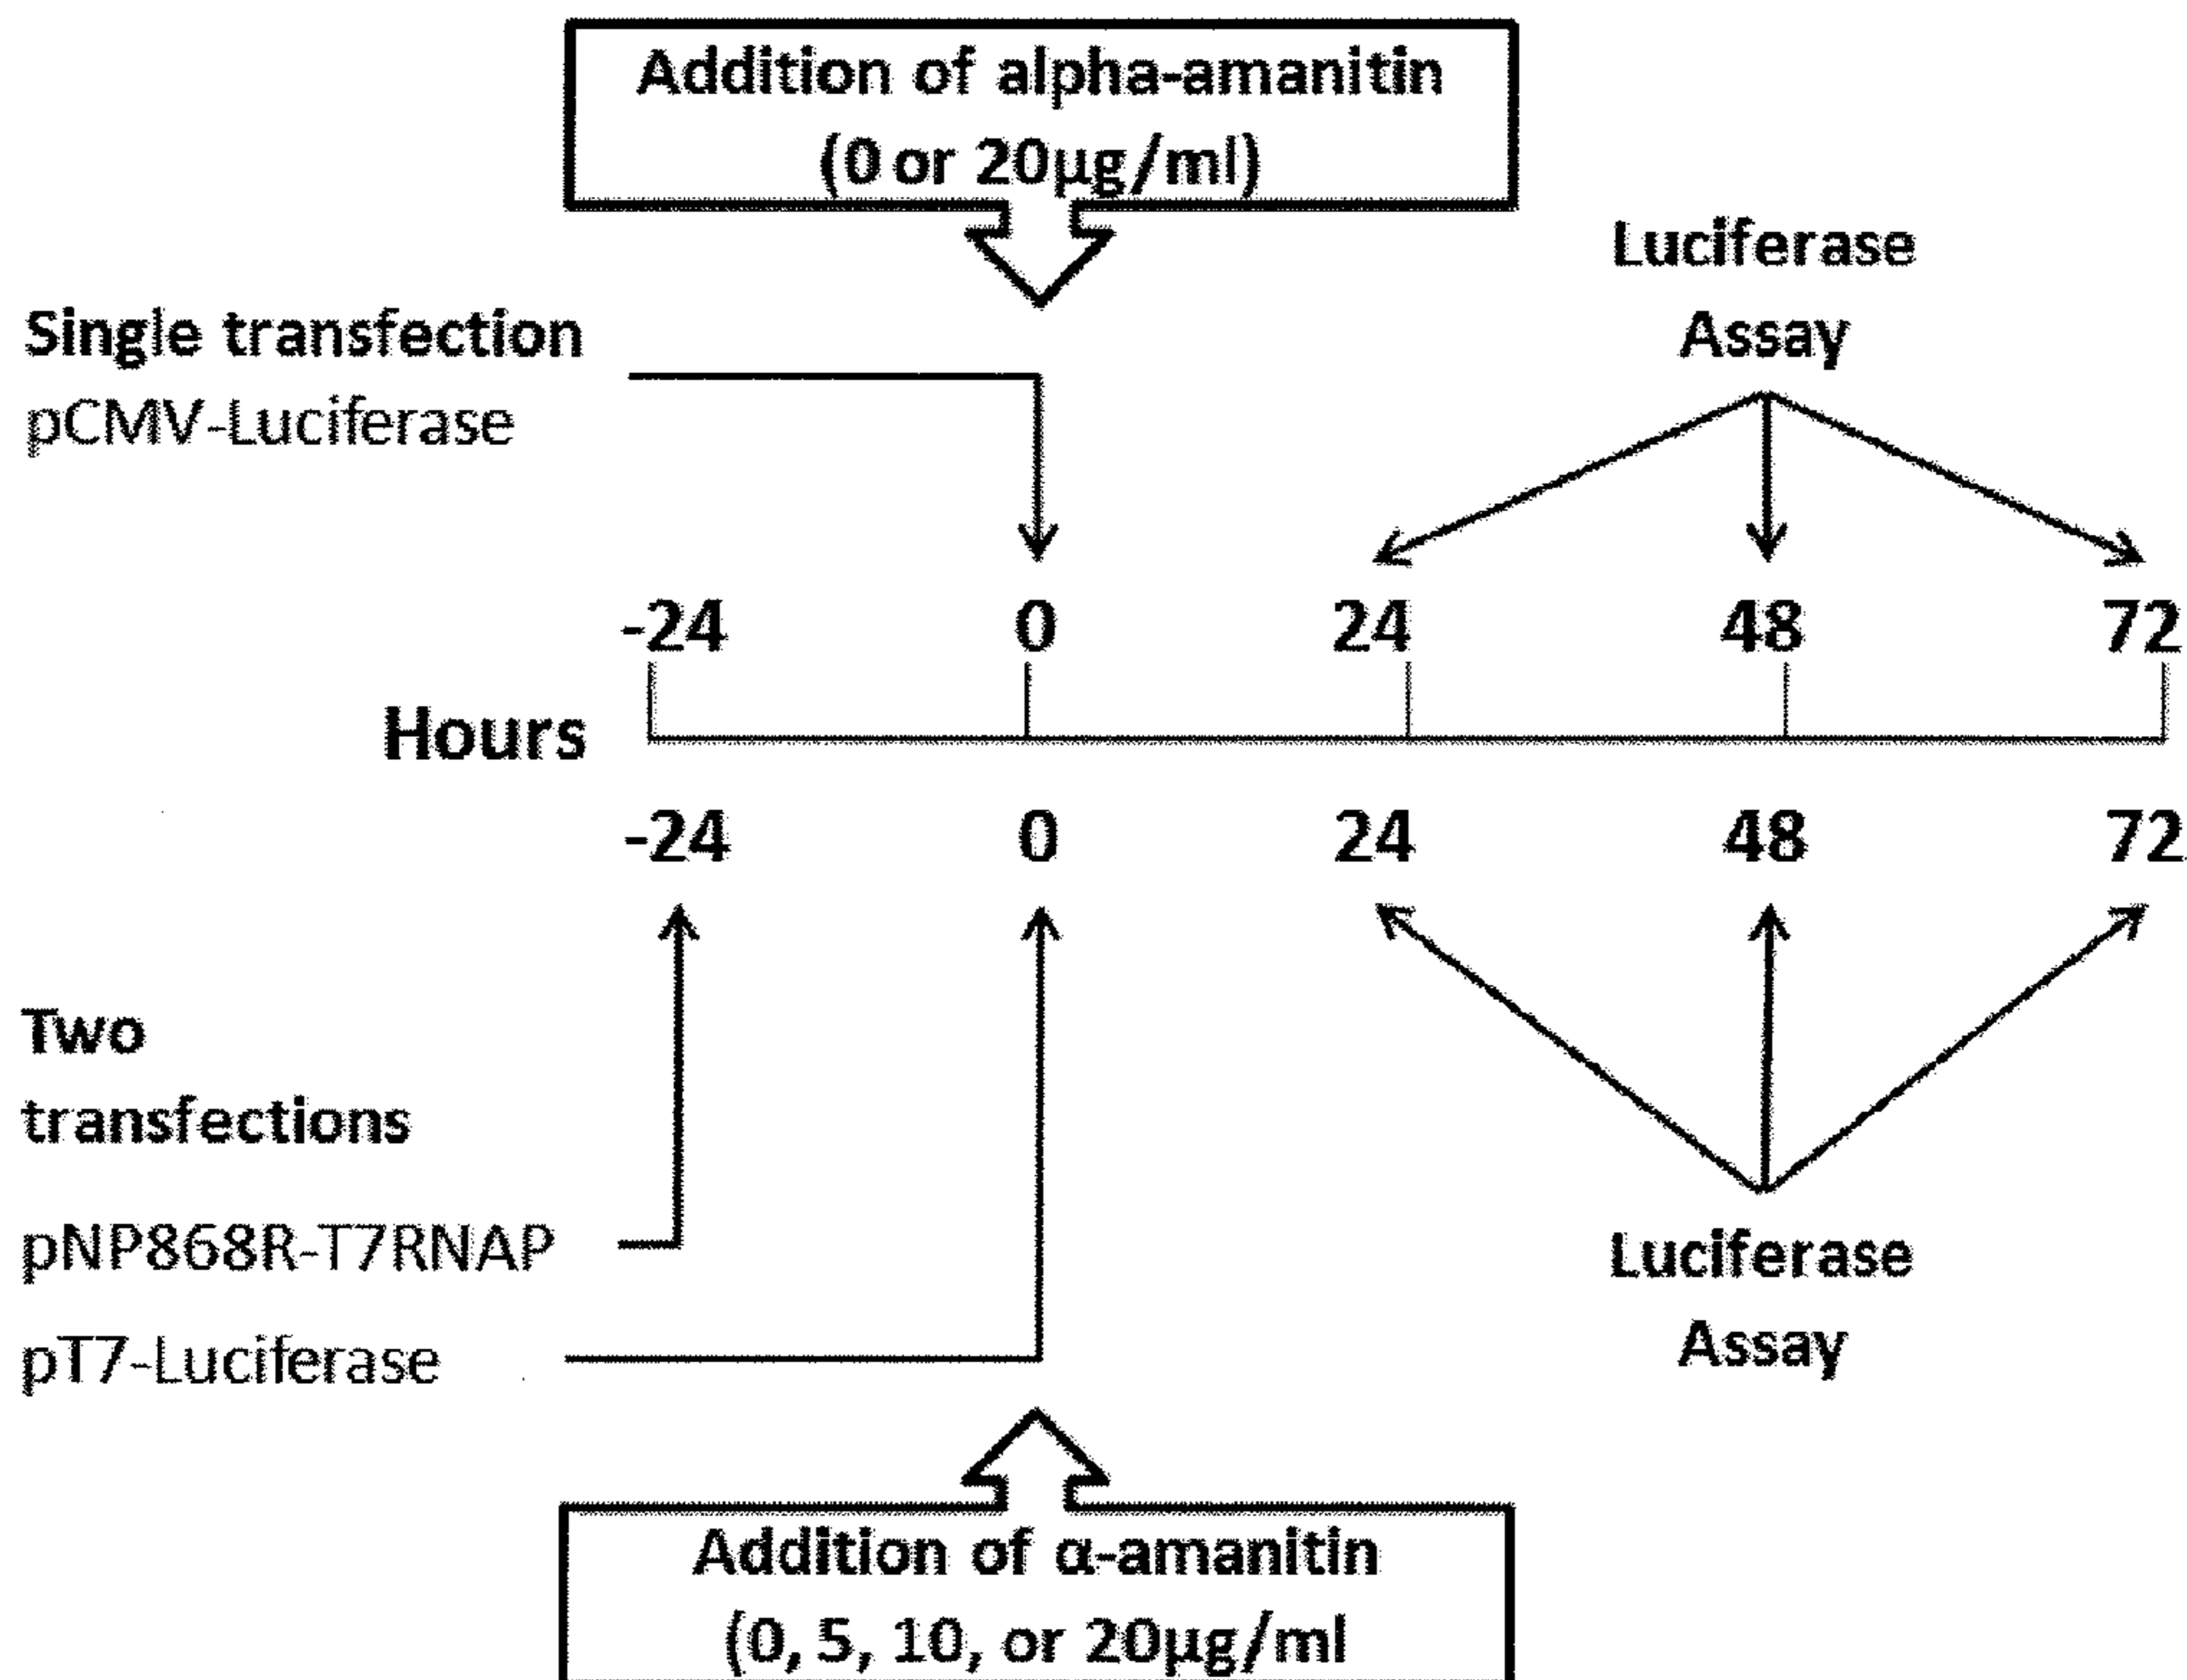 Addition of alpha-amanitin
(0 or 20µg/ml)
Luciferase
Assay
Single transfection
pCMV-Luciferase
-24 0 24 48 72
Hours
-24 0 24 48 72
Two
transfections
pNP868R-T7RNAP
pT7-Luciferase
Luciferase
Assay
Addition of α-amanitin
(0, 5, 10, or 20µg/ml